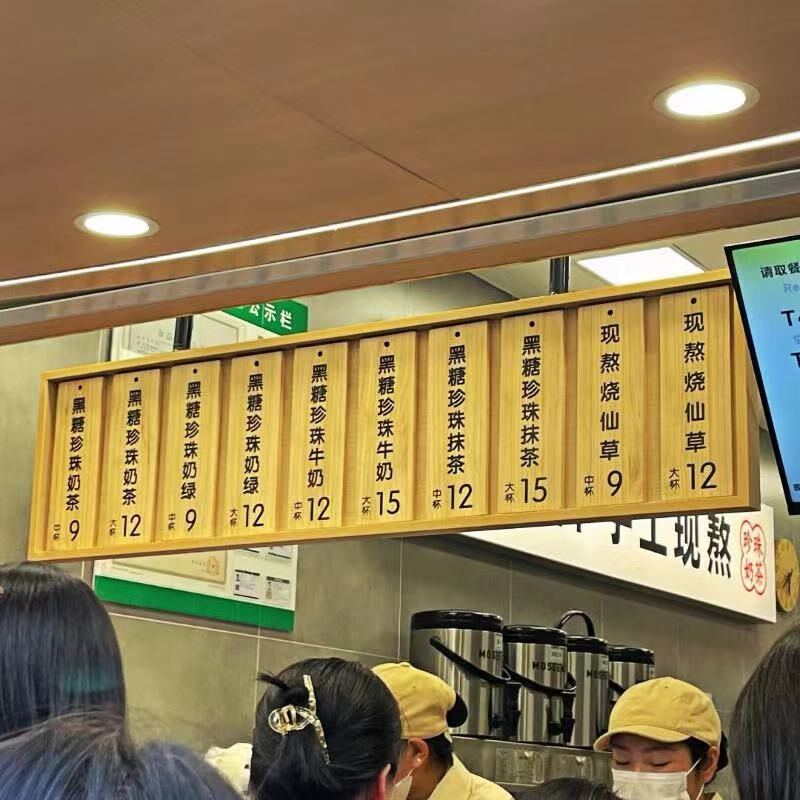 公示栏
请取餐
Re
黑糖珍珠奶茶 中杯 9
黑糖珍珠奶茶 大杯 12
黑糖珍珠奶绿 中杯 9
黑糖珍珠奶绿 大杯 12
黑糖珍珠牛奶 中杯 12
黑糖珍珠牛奶 大杯 15
黑糖珍珠抹茶 中杯 12
黑糖珍珠抹茶 大杯 15
现熬烧仙草 中杯 9
现熬烧仙草 大杯 12
手工现熬
珍珠
奶茶
MOSEEN